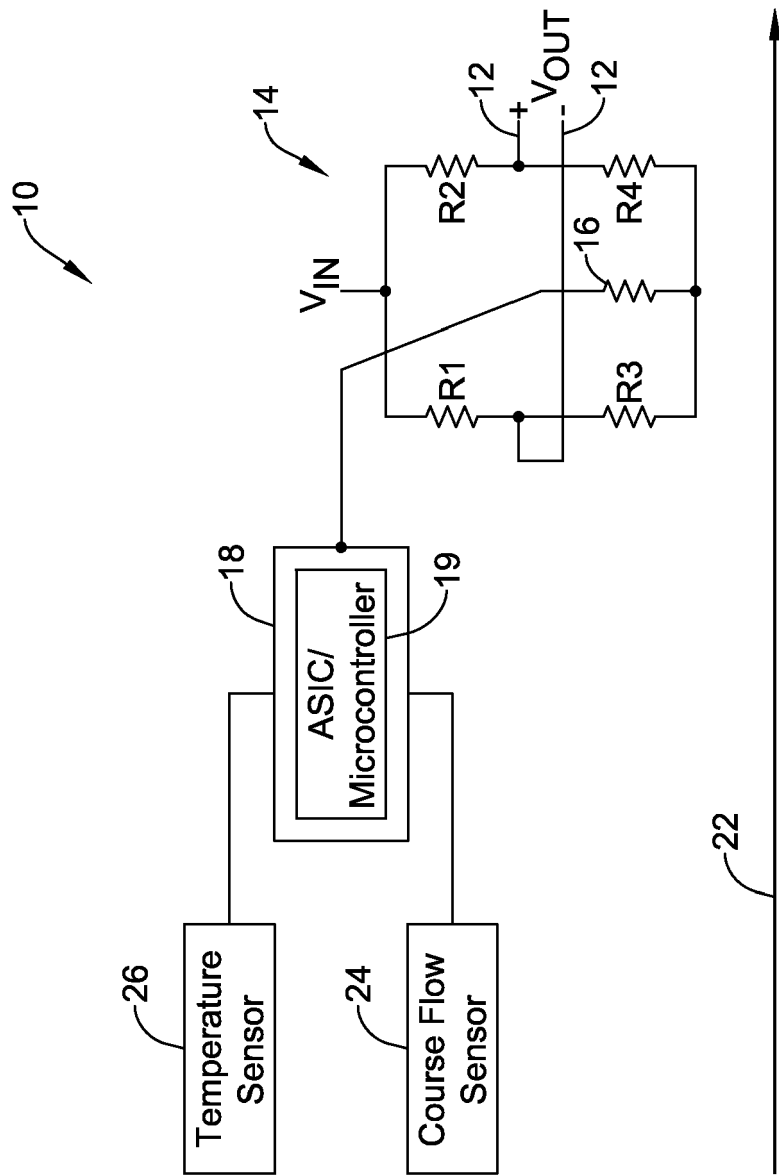 10
14
VIN
R1
R2
12
+
VOUT
-
12
R3
16
R4
18
ASIC/
Microcontroller
19
26
Temperature
Sensor
24
Course Flow
Sensor
22